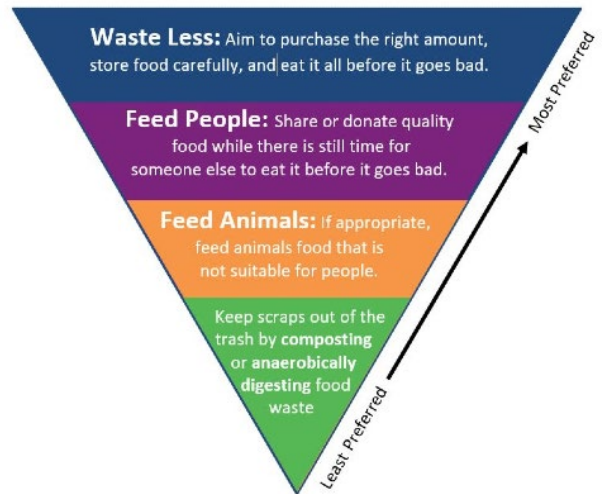 Waste Less: Aim to purchase the right amount,
store food carefully, and eat it all before it goes bad.
Feed People: Share or donate quality
food while there is still time for
someone else to eat it before it goes bad.
Feed Animals: If appropriate,
feed animals food that is
not suitable for people.
Keep scraps out of the
trash by composting
or anaerobically
digesting food
waste
Most Preferred
Least Preferred